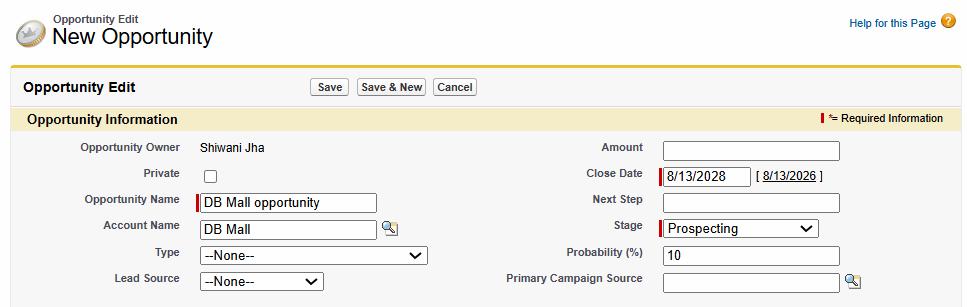 Opportunity Edit
New Opportunity
Help for this Page ?
Opportunity Edit Save Save & New Cancel
Opportunity Information *= Required Information
Opportunity Owner Shiwani Jha Amount
Private Close Date 8/13/2028 [ 8/13/2026 ]
Opportunity Name DB Mall opportunity Next Step
Account Name DB Mall Stage Prospecting
Type --None-- Probability (%) 10
Lead Source --None-- Primary Campaign Source